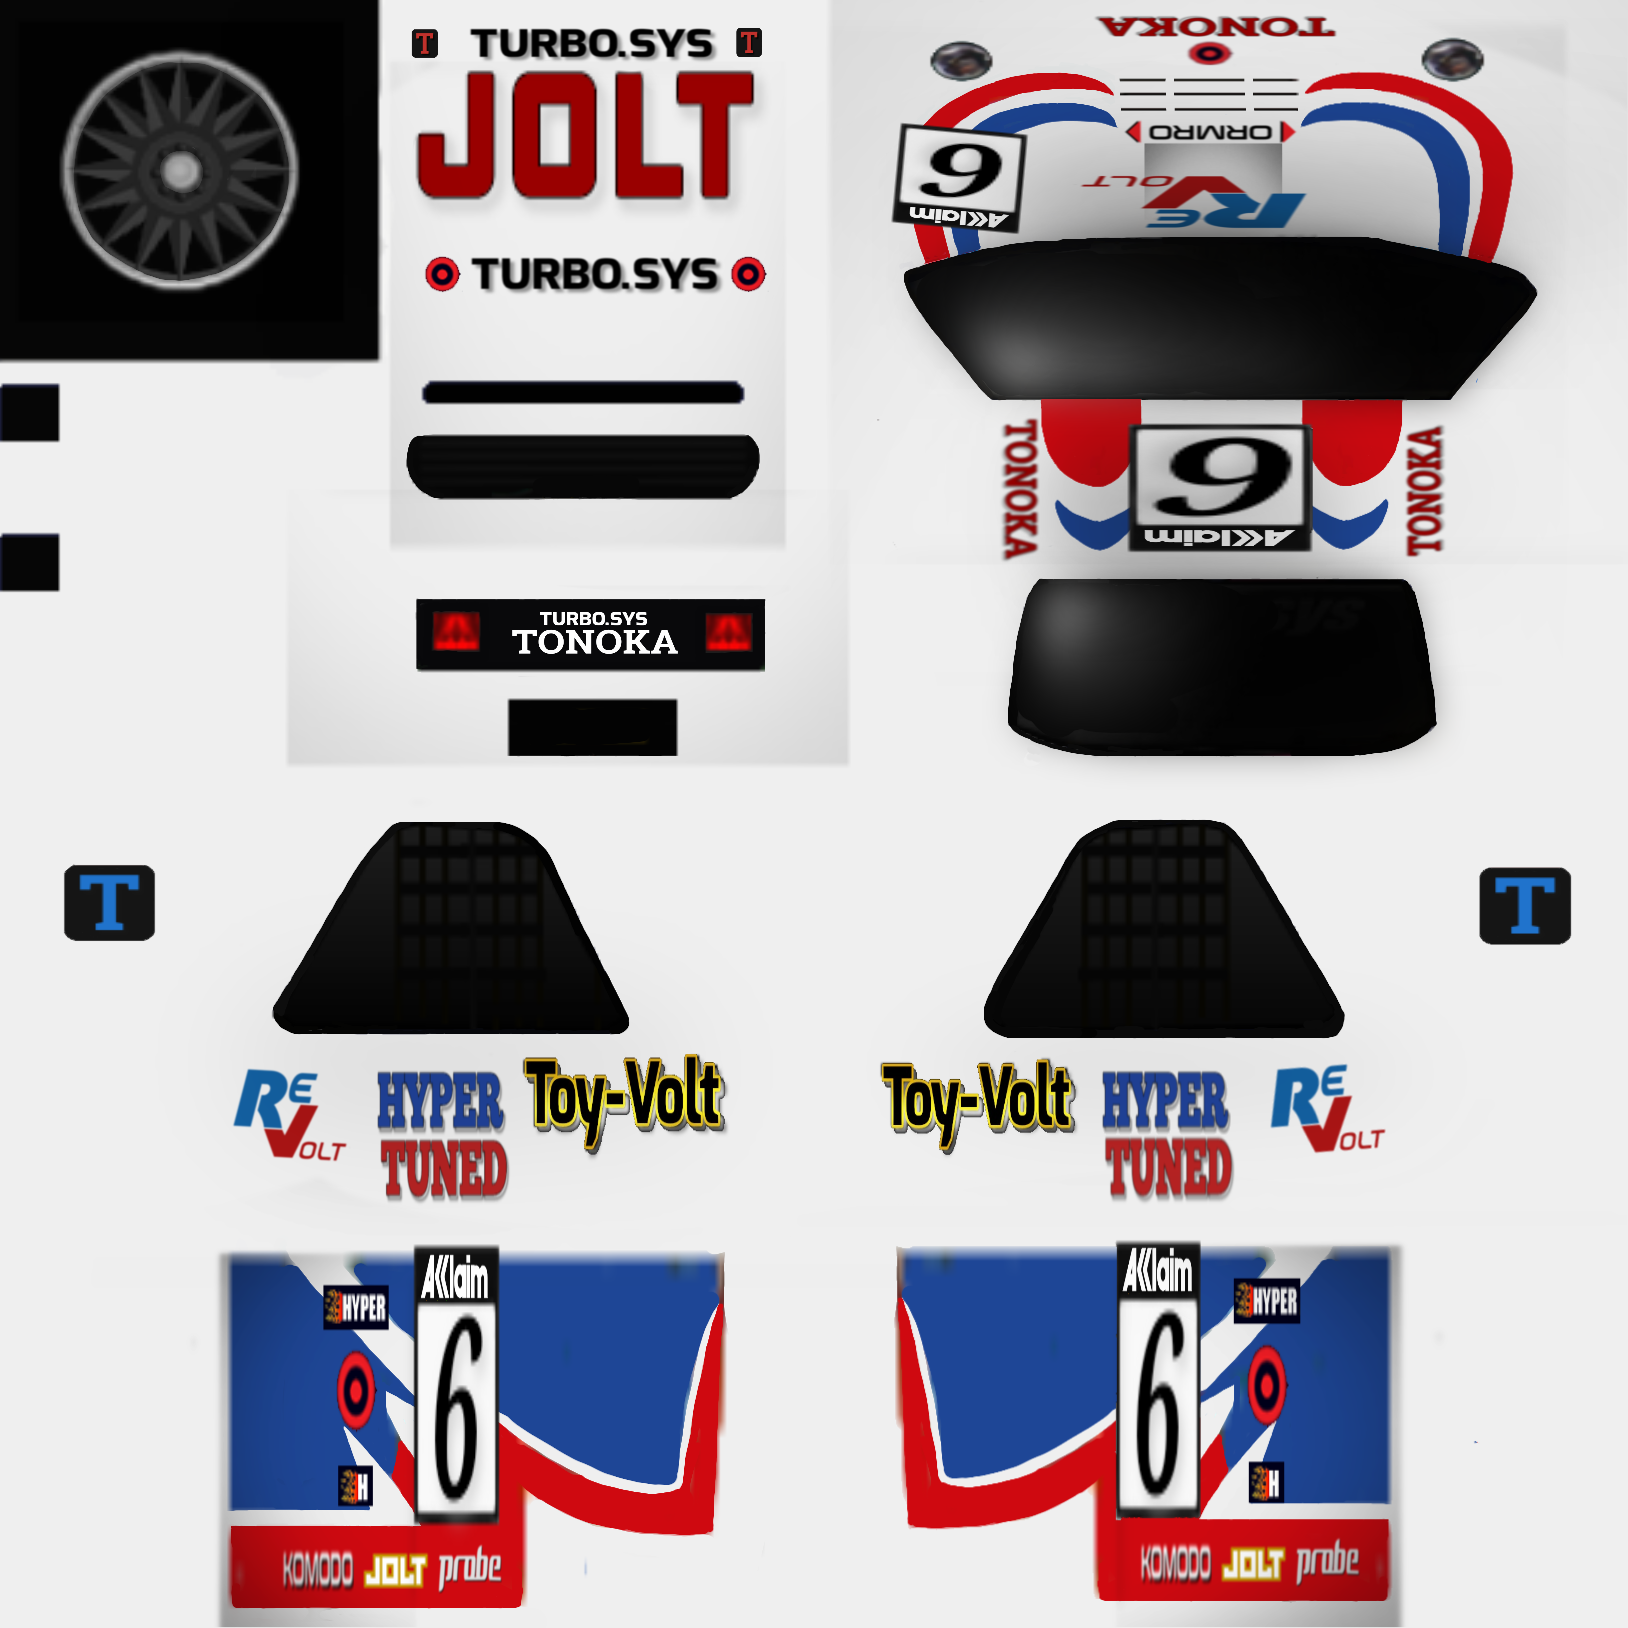 T TURBO.SYS T
JOLT
TURBO.SYS
TURBO.SYS
TONOKA
TONOKA
ORMRO
RE
VOLT
6
Acclaim
TONOKA
6
Acclaim
TONOKA
T
T
RE
VOLT
HYPER
TUNED
Toy-Volt
Toy-Volt
HYPER
TUNED
RE
VOLT
Acclaim
HYPER
6
H
KOMODO JOLT probe
Acclaim
HYPER
6
H
KOMODO JOLT probe